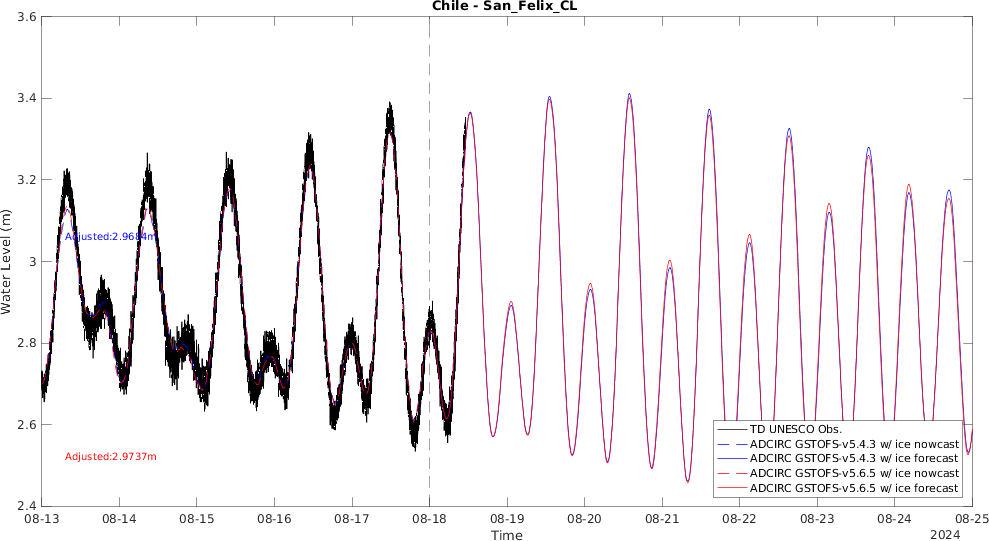 Chile - San_Felix_CL
3.6
3.4
3.2
3
2.8
2.6
2.4
Water Level (m)
Adjusted:2.9684m
Adjusted:2.9737m
TD UNESCO Obs.
ADCIRC GSTOFS-v5.4.3 w/ ice nowcast
ADCIRC GSTOFS-v5.4.3 w/ ice forecast
ADCIRC GSTOFS-v5.6.5 w/ ice nowcast
ADCIRC GSTOFS-v5.6.5 w/ ice forecast
08-13 08-14 08-15 08-16 08-17 08-18 08-19 08-20 08-21 08-22 08-23 08-24 08-25
Time
2024